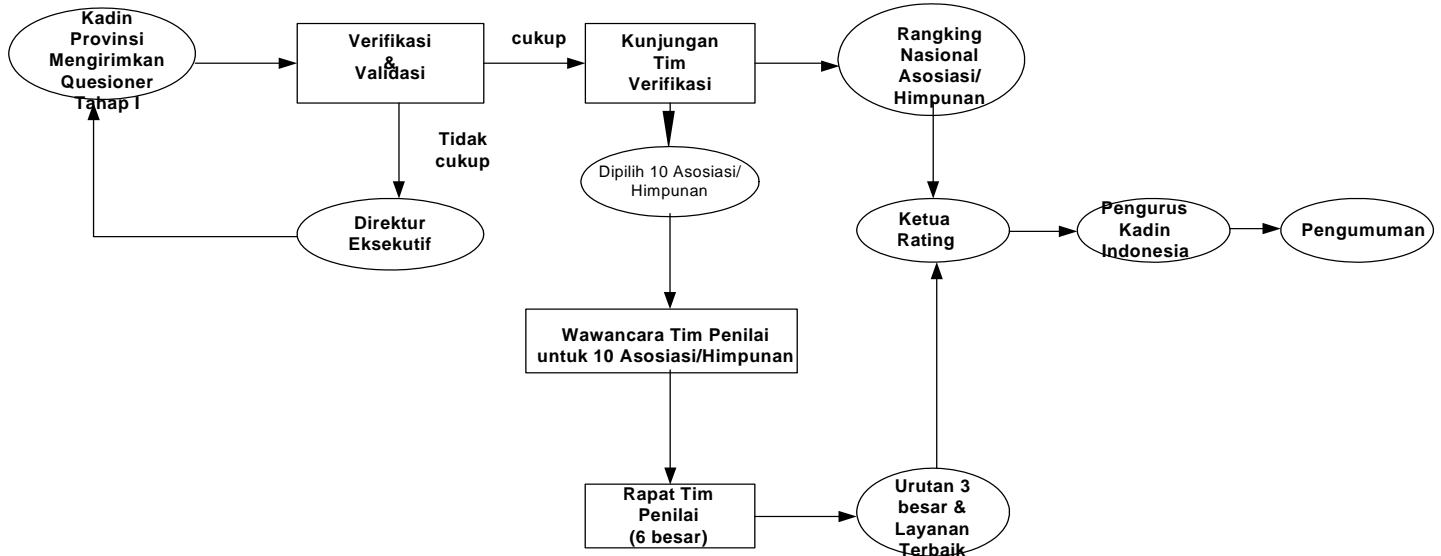 Kadin
Provinsi
Mengirimkan
Quesioner
Tahap I
Verifikasi
&
Validasi
cukup
Kunjungan
Tim
Verifikasi
Rangking
Nasional
Asosiasi/
Himpunan
Tidak
cukup
Direktur
Eksekutif
Dipilih 10 Asosiasi/
Himpunan
Ketua
Rating
Pengurus
Kadin
Indonesia
Pengumuman
Wawancara Tim Penilai
untuk 10 Asosiasi/Himpunan
Rapat Tim
Penilai
(6 besar)
Urutan 3
besar &
Layanan
Terbaik